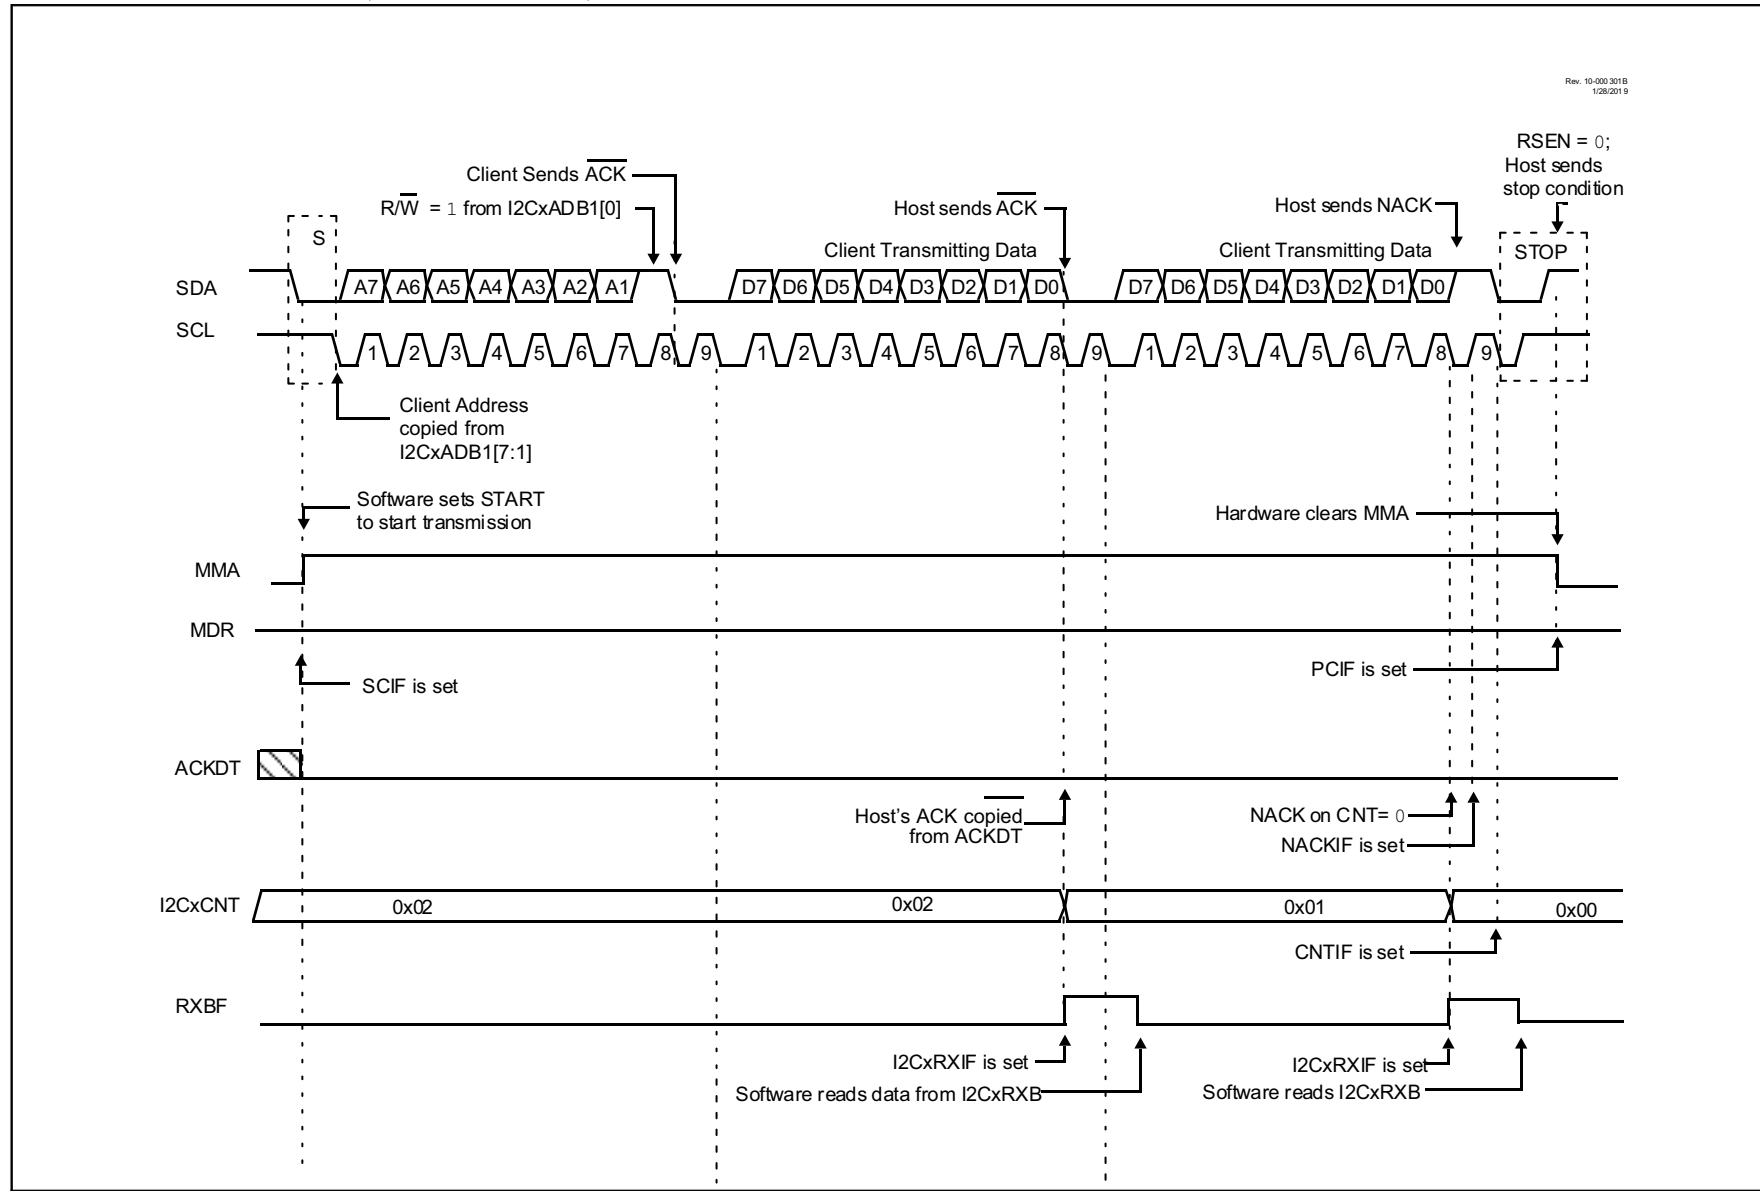 Rev. 10-000 301B
1/28/201 9
RSEN = 0;
Host sends
stop condition
Client Sends ACK
R/W = 1 from I2CxADB1[0]
Host sends ACK
Host sends NACK
S
Client Transmitting Data
Client Transmitting Data
STOP
SDA
A7 A6 A5 A4 A3 A2 A1
D7 D6 D5 D4 D3 D2 D1 D0
D7 D6 D5 D4 D3 D2 D1 D0
SCL
1 2 3 4 5 6 7 8 9
1 2 3 4 5 6 7 8 9
1 2 3 4 5 6 7 8 9
Client Address
copied from
I2CxADB1[7:1]
Software sets START
to start transmission
Hardware clears MMA
MMA
MDR
SCIF is set
PCIF is set
ACKDT
Host's ACK copied
from ACKDT
NACK on CNT= 0
NACKIF is set
I2CxCNT
0x02
0x02
0x01
0x00
CNTIF is set
RXBF
I2CxRXIF is set
Software reads data from I2CxRXB
I2CxRXIF is set
Software reads I2CxRXB